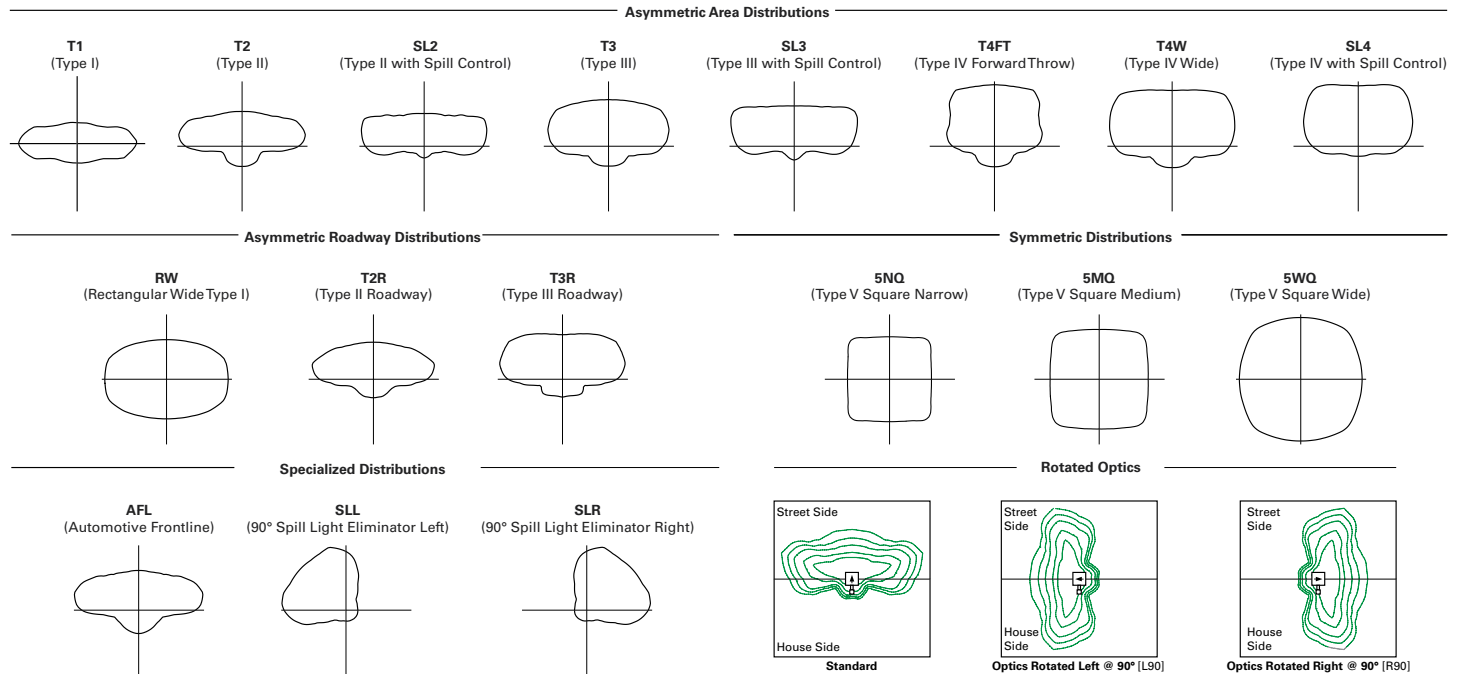 Asymmetric Area Distributions
T1
(Type I)
T2
(Type II)
SL2
(Type II with Spill Control)
T3
(Type III)
SL3
(Type III with Spill Control)
T4FT
(Type IV Forward Throw)
T4W
(Type IV Wide)
SL4
(Type IV with Spill Control)
Asymmetric Roadway Distributions
RW
(Rectangular Wide Type I)
T2R
(Type II Roadway)
T3R
(Type III Roadway)
Symmetric Distributions
5NQ
(Type V Square Narrow)
5MQ
(Type V Square Medium)
5WQ
(Type V Square Wide)
Specialized Distributions
AFL
(Automotive Frontline)
SLL
(90° Spill Light Eliminator Left)
SLR
(90° Spill Light Eliminator Right)
Rotated Optics
Street Side
House Side
Standard
Street
Side
House
Side
Optics Rotated Left @ 90° [L90]
Street
Side
House
Side
Optics Rotated Right @ 90° [R90]